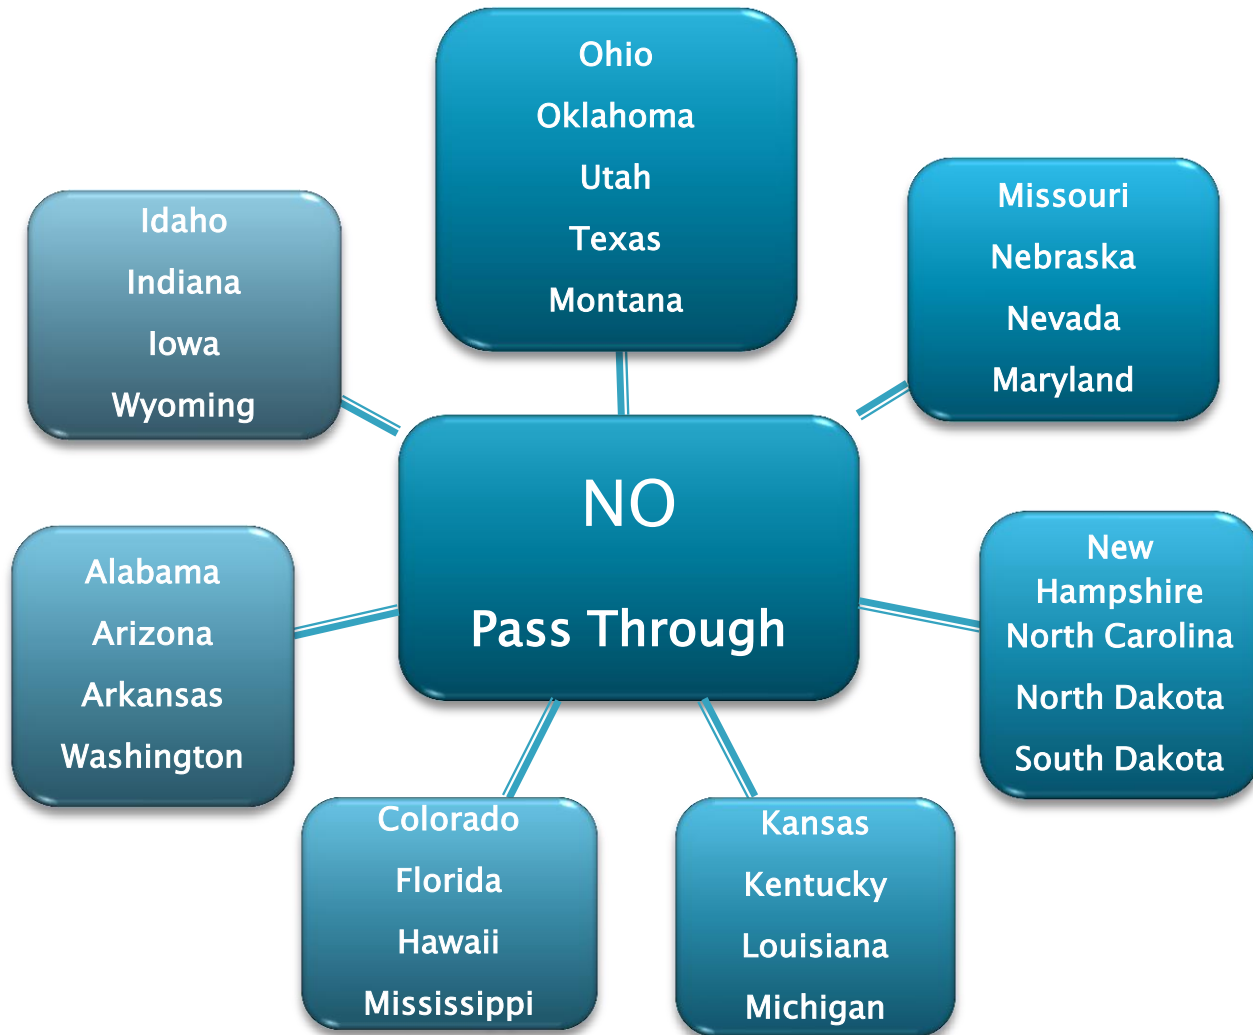 Ohio
Oklahoma
Utah
Texas
Montana
Missouri
Nebraska
Nevada
Maryland
New
Hampshire
North Carolina
North Dakota
South Dakota
Kansas
Kentucky
Louisiana
Michigan
Colorado
Florida
Hawaii
Mississippi
Alabama
Arizona
Arkansas
Washington
Idaho
Indiana
Iowa
Wyoming
NO
Pass Through